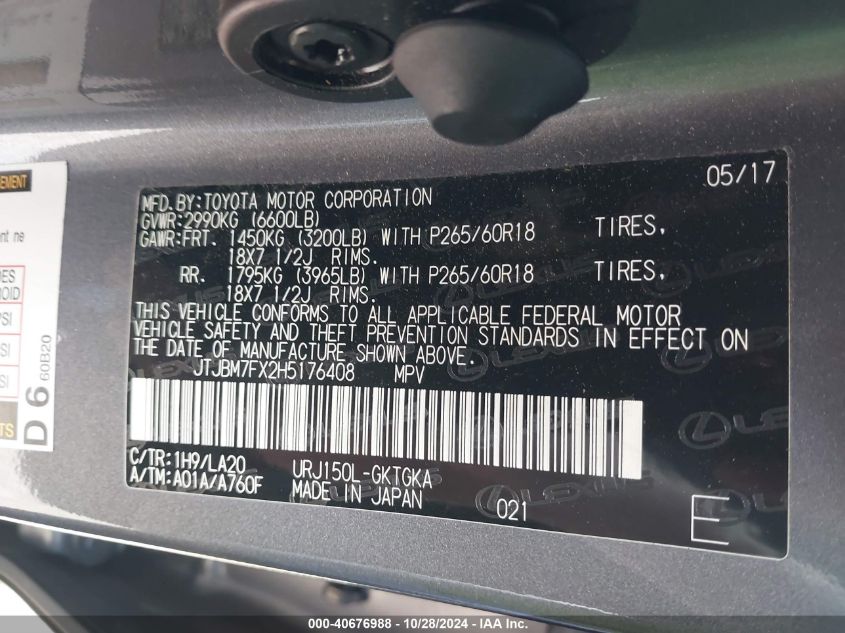 05/17
MFD.BY:TOYOTA MOTOR CORPORATION
GVWR:2990KG (6600LB)
GAWR:FRT. 1450KG (3200LB) WITH P265/60R18 TIRES,
18X7 1/2J RIMS.
RR. 1795KG (3965LB) WITH P265/60R18 TIRES,
18X7 1/2J RIMS.
THIS VEHICLE CONFORMS TO ALL APPLICABLE FEDERAL MOTOR
VEHICLE SAFETY AND THEFT PREVENTION STANDARDS IN EFFECT ON
THE DATE OF MANUFACTURE SHOWN ABOVE.
JTJBM7FX2H5176408 MPV
C/TR:1H9/LA20 URJ150L-GKTGKA
A/TM:A01A/A760F MADE IN JAPAN 021
E
LEXUS
D6
60B20
000-40676988 - 10/28/2024 - IAA Inc.